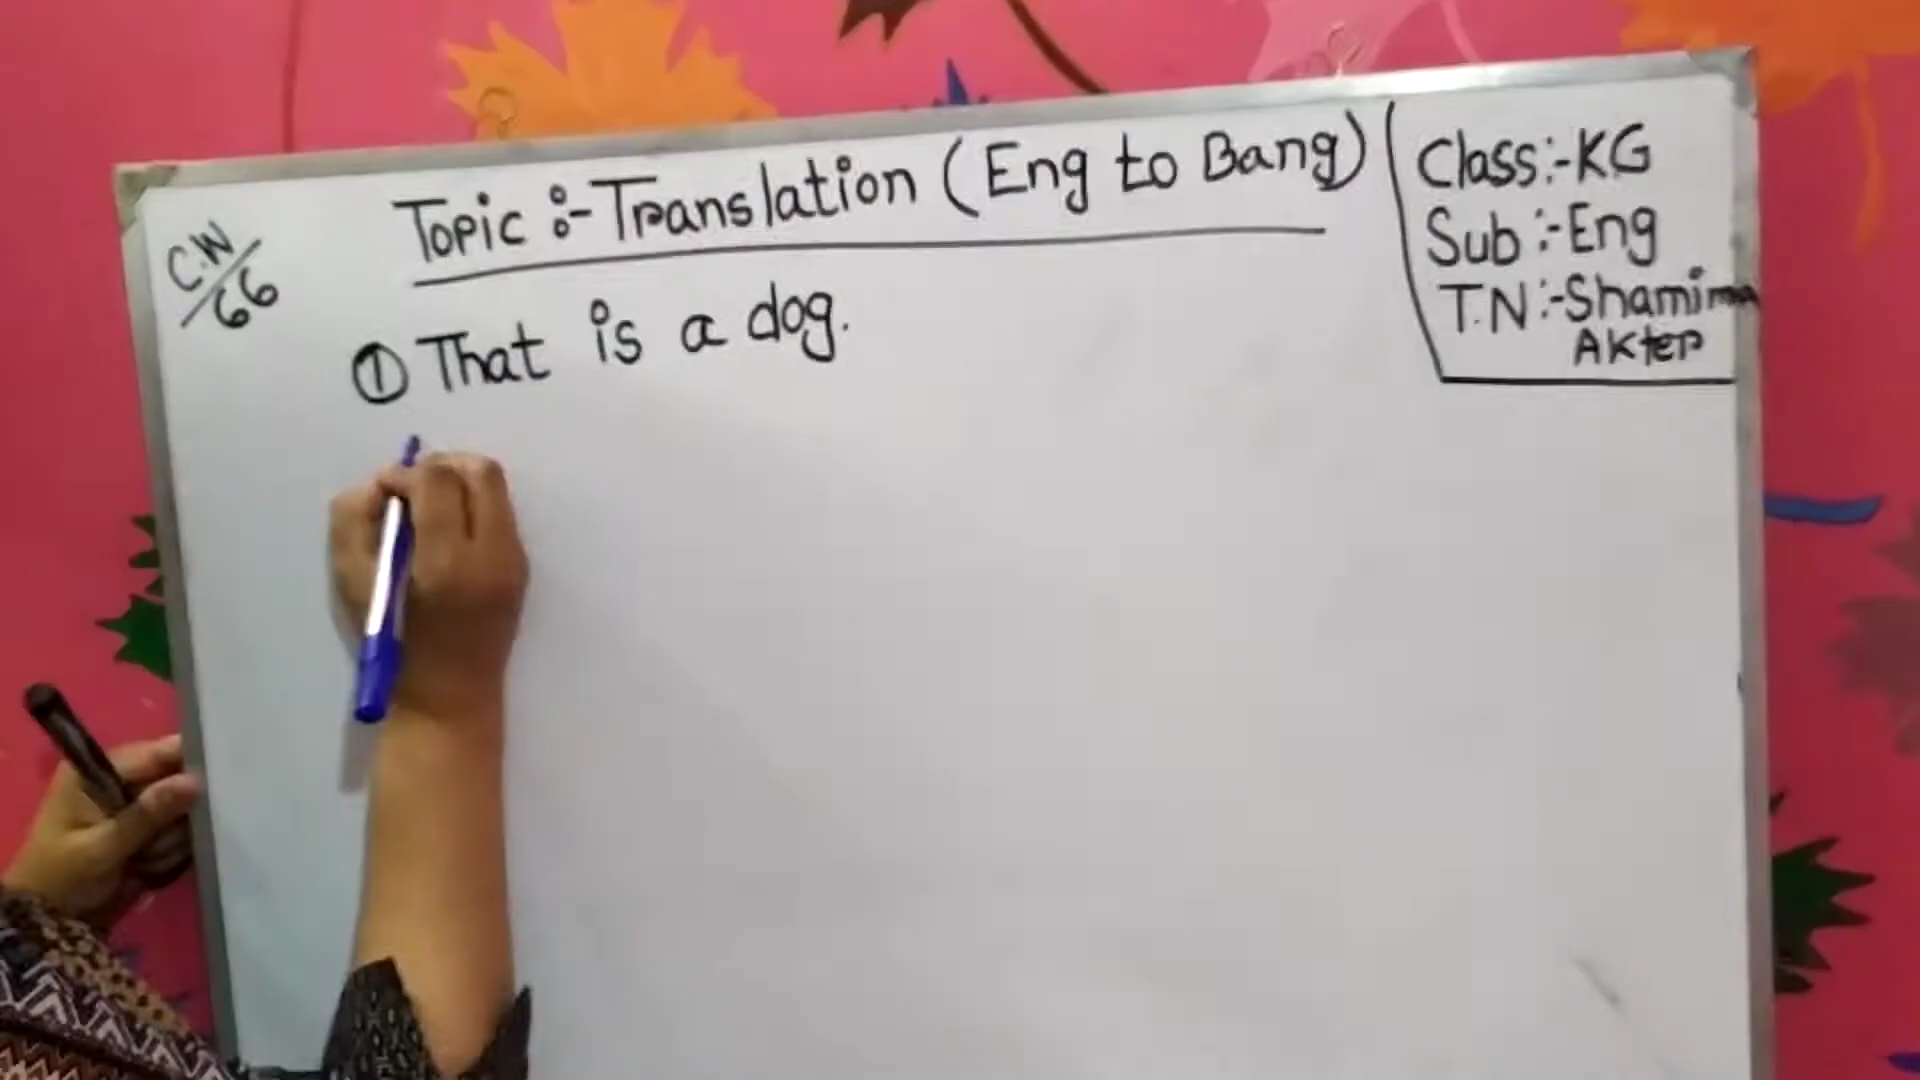 C.W/66
Topic :- Translation (Eng to Bang)
① That is a dog.
Class:-KG
Sub:-Eng
T.N:-Shamima
Akter